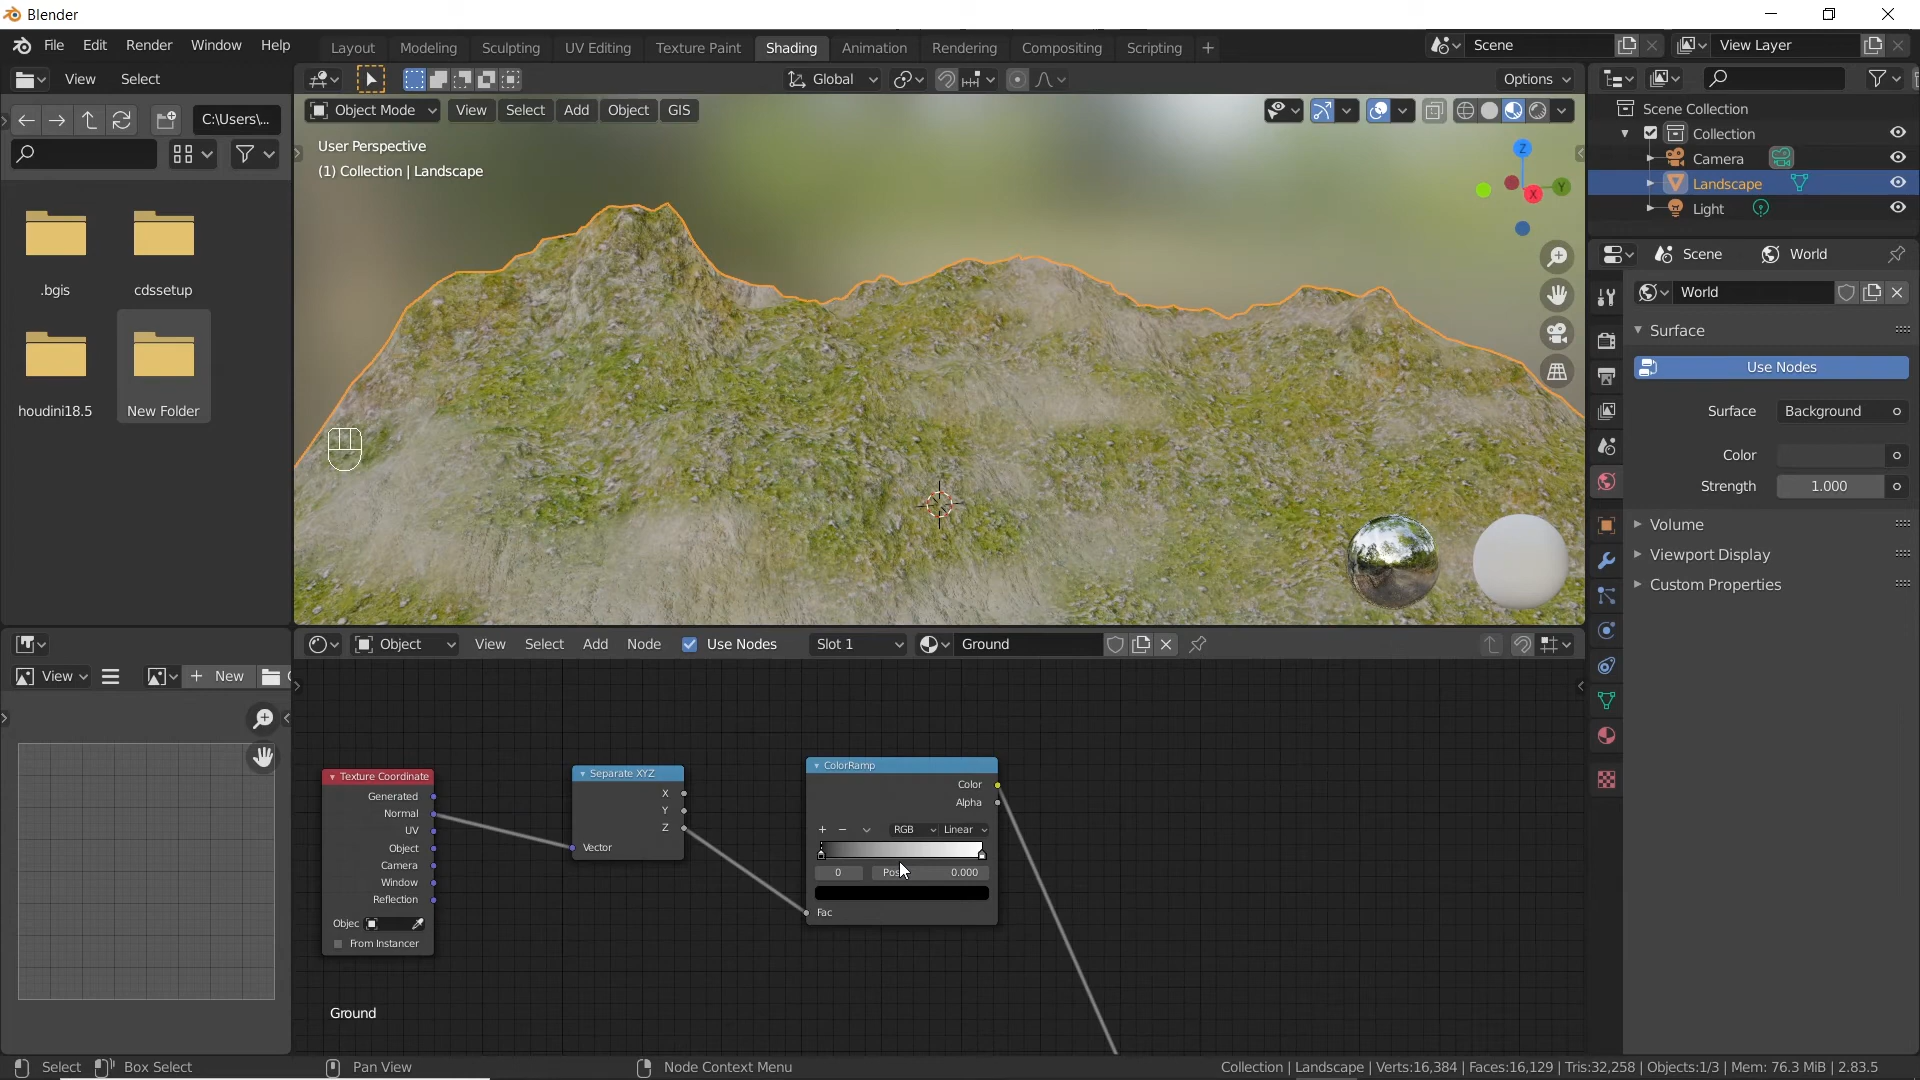 Blender
File Edit Render Window Help
Layout Modeling Sculpting UV Editing Texture Paint Shading Animation Rendering Compositing Scripting +
Scene View Layer
View Select
Global Options
C:\Users\...
Object Mode View Select Add Object GIS
User Perspective
(1) Collection | Landscape
Z
Y
X
Scene Collection
Collection
Camera
Landscape
Light
Scene World
World
Surface
Use Nodes
Surface Background
Color
Strength 1.000
Volume
Viewport Display
Custom Properties
.bgis cdssetup
houdini18.5 New Folder
Object View Select Add Node Use Nodes Slot 1 Ground
View + New
Texture Coordinate
Generated
Normal
UV
Object
Camera
Window
Reflection
Objec
From Instancer
Separate XYZ
X
Y
Z
Vector
ColorRamp
Color
Alpha
+ − RGB Linear
0 Pos 0.000
Fac
Ground
Select Box Select Pan View Node Context Menu
Collection | Landscape | Verts:16,384 | Faces:16,129 | Tris:32,258 | Objects:1/3 | Mem: 76.3 MiB | 2.83.5